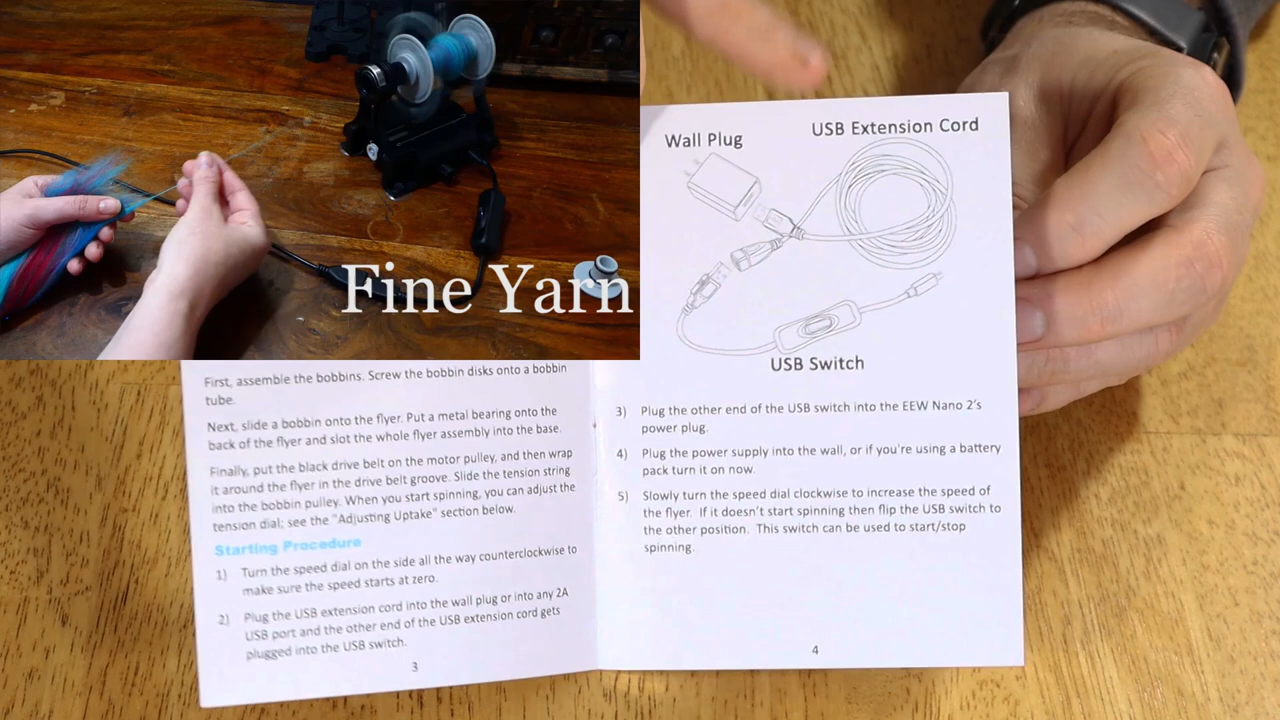 Fine Yarn
First, assemble the bobbins. Screw the bobbin disks onto a bobbin
tube.
Next, slide a bobbin onto the flyer. Put a metal bearing onto the
back of the flyer and slot the whole flyer assembly into the base.
Finally, put the black drive belt on the motor pulley, and then wrap
it around the flyer in the drive belt groove. Slide the tension string
into the bobbin pulley. When you start spinning, you can adjust the
tension dial; see the "Adjusting Uptake" section below.
Starting Procedure
1) Turn the speed dial on the side all the way counterclockwise to
make sure the speed starts at zero.
2) Plug the USB extension cord into the wall plug or into any 2A
USB port and the other end of the USB extension cord gets
plugged into the USB switch.
3
Wall Plug
USB Extension Cord
USB Switch
3) Plug the other end of the USB switch into the EEW Nano 2's
power plug.
4) Plug the power supply into the wall, or if you're using a battery
pack turn it on now.
5) Slowly turn the speed dial clockwise to increase the speed of
the flyer. If it doesn't start spinning then flip the USB switch to
the other position. This switch can be used to start/stop
spinning.
4